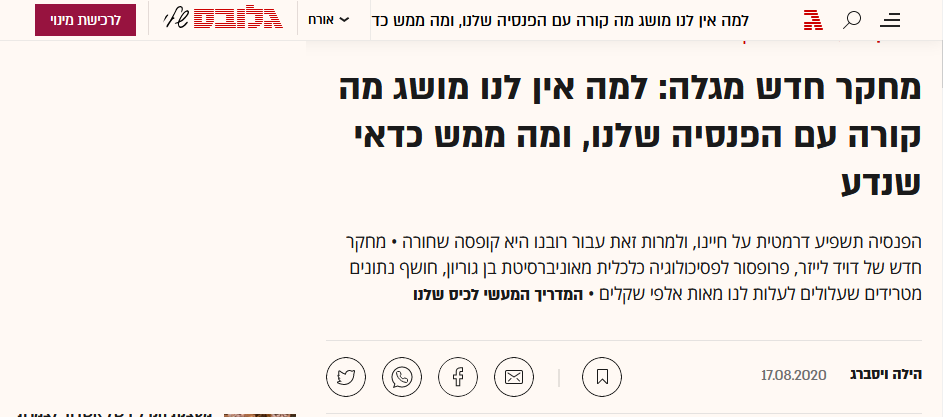 למה אין לנו מושג מה קורה עם הפנסיה שלנו, ומה ממש כד
אורח
גלובס שלי
לרכישת מינוי
מחקר חדש מגלה: למה אין לנו מושג מה
קורה עם הפנסיה שלנו, ומה ממש כדאי
שנדע
הפנסיה תשפיע דרמטית על חיינו, ולמרות זאת עבור רובנו היא קופסה שחורה • מחקר
חדש של דויד לייזר, פרופסור לפסיכולוגיה כלכלית מאוניברסיטת בן גוריון, חושף נתונים
מטרידים שעלולים לעלות לנו מאות אלפי שקלים • המדריך המעשי לכיס שלנו
הילה ויסברג
17.08.2020